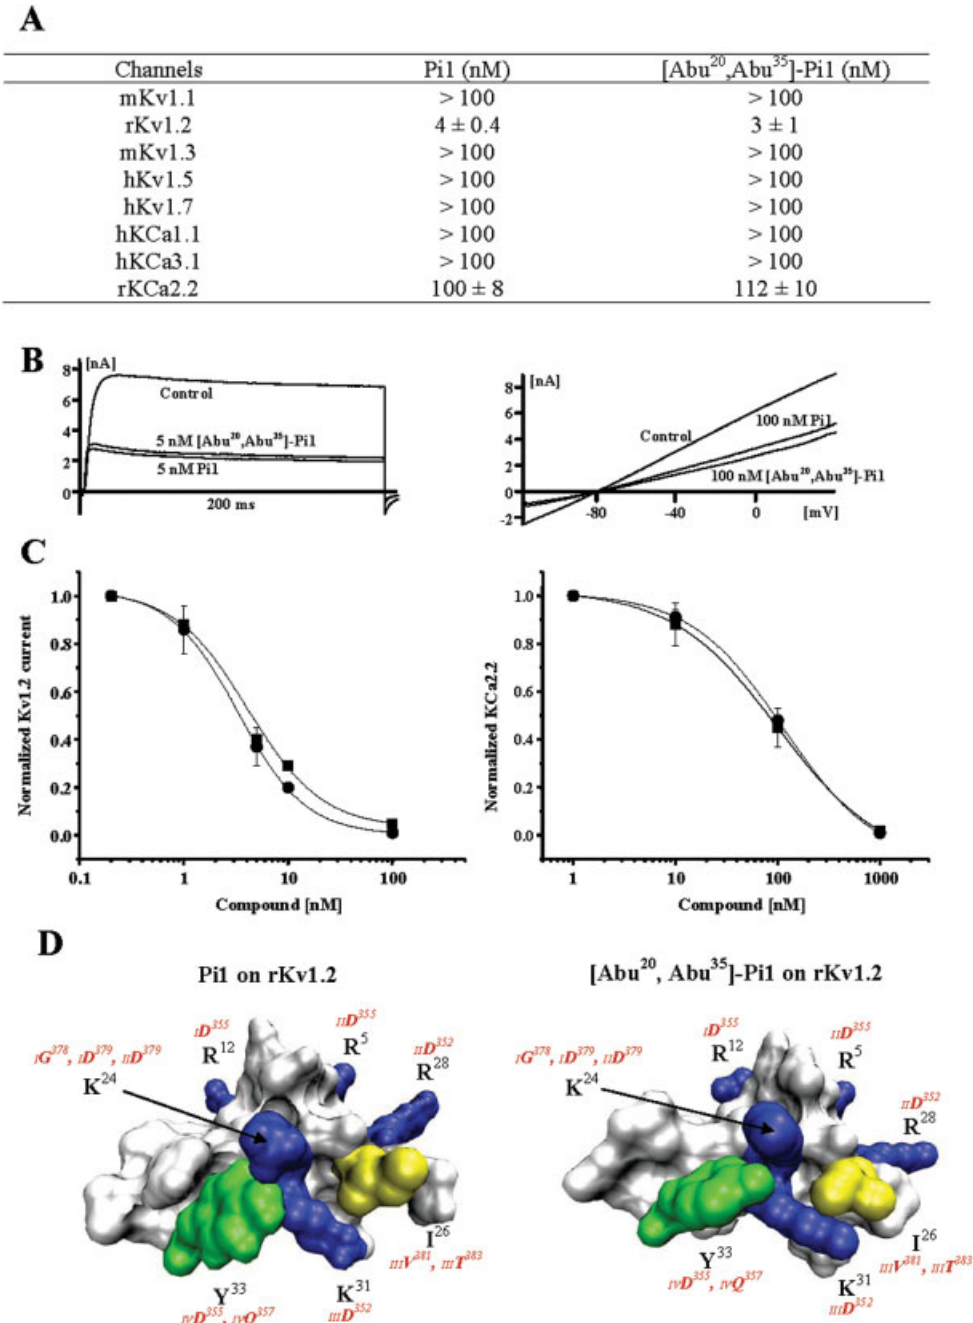 A
Channels Pi1 (nM) [Abu20,Abu35]-Pi1 (nM)
mKv1.1 > 100 > 100
rKv1.2 4 ± 0.4 3 ± 1
mKv1.3 > 100 > 100
hKv1.5 > 100 > 100
hKv1.7 > 100 > 100
hKCa1.1 > 100 > 100
hKCa3.1 > 100 > 100
rKCa2.2 100 ± 8 112 ± 10
B
[nA]
8
6
4
2
0
Control
5 nM [Abu20,Abu35]-Pi1
5 nM Pi1
200 ms
[nA]
8
6
4
2
0
-2
Control
100 nM Pi1
100 nM [Abu20,Abu35]-Pi1
-80 -40 0 [mV]
C
Normalized Kv1.2 current
1.0
0.8
0.6
0.4
0.2
0.0
0.1 1 10 100
Compound [nM]
Normalized KCa2.2
1.0
0.8
0.6
0.4
0.2
0.0
1 10 100 1000
Compound [nM]
D
Pi1 on rKv1.2
ID355
R12
IID355
R5
IID352
R28
IG378, ID379, IID379
K24
I26
IIIV381, IIIT383
Y33
IVD355, IVQ357
K31
IIID352
[Abu20, Abu35]-Pi1 on rKv1.2
ID355
R12
IID355
R5
IID352
R28
IG378, ID379, IID379
K24
I26
IIIV381, IIIT383
Y33
IVD355, IVQ357
K31
IIID352